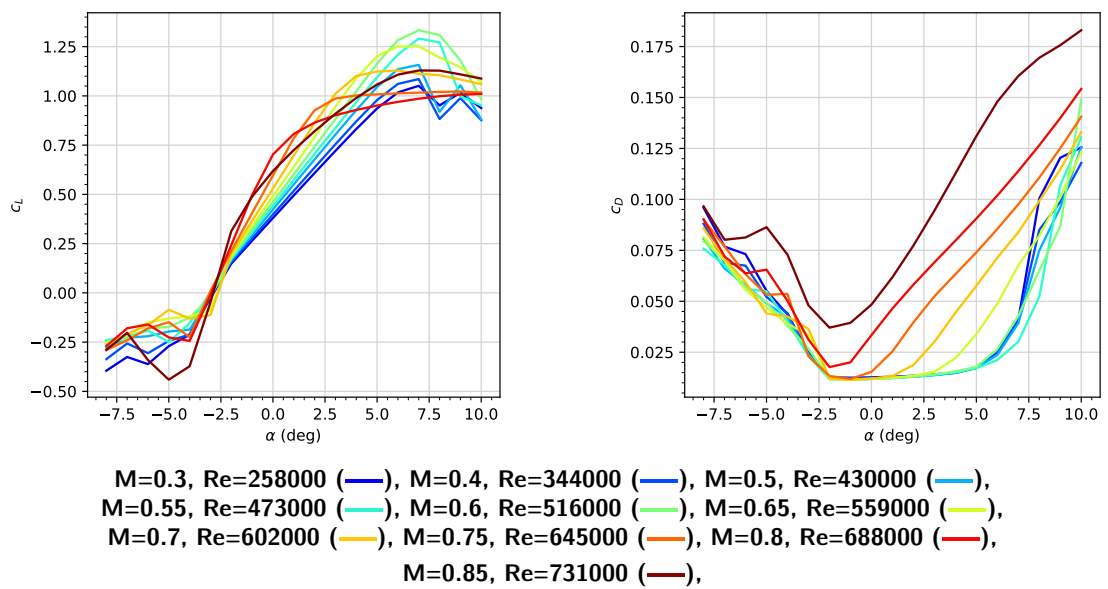 1.25
1.00
0.75
0.50
0.25
0.00
−0.25
−0.50
c_L
−7.5 −5.0 −2.5 0.0 2.5 5.0 7.5 10.0
α (deg)
0.175
0.150
0.125
0.100
0.075
0.050
0.025
c_D
−7.5 −5.0 −2.5 0.0 2.5 5.0 7.5 10.0
α (deg)
M=0.3, Re=258000 (—), M=0.4, Re=344000 (—), M=0.5, Re=430000 (—),
M=0.55, Re=473000 (—), M=0.6, Re=516000 (—), M=0.65, Re=559000 (—),
M=0.7, Re=602000 (—), M=0.75, Re=645000 (—), M=0.8, Re=688000 (—),
M=0.85, Re=731000 (—),